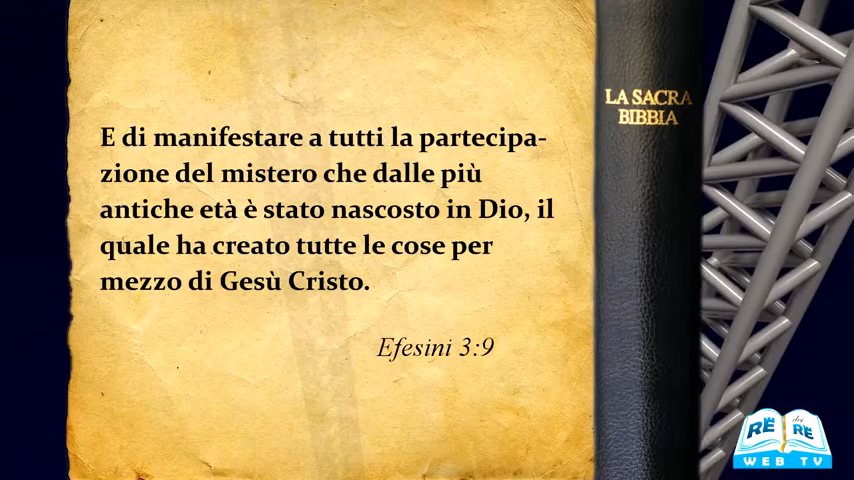 E di manifestare a tutti la partecipa-
zione del mistero che dalle più
antiche età è stato nascosto in Dio, il
quale ha creato tutte le cose per
mezzo di Gesù Cristo.
Efesini 3:9
LA SACRA
BIBBIA
RE dei RE
WEB TV